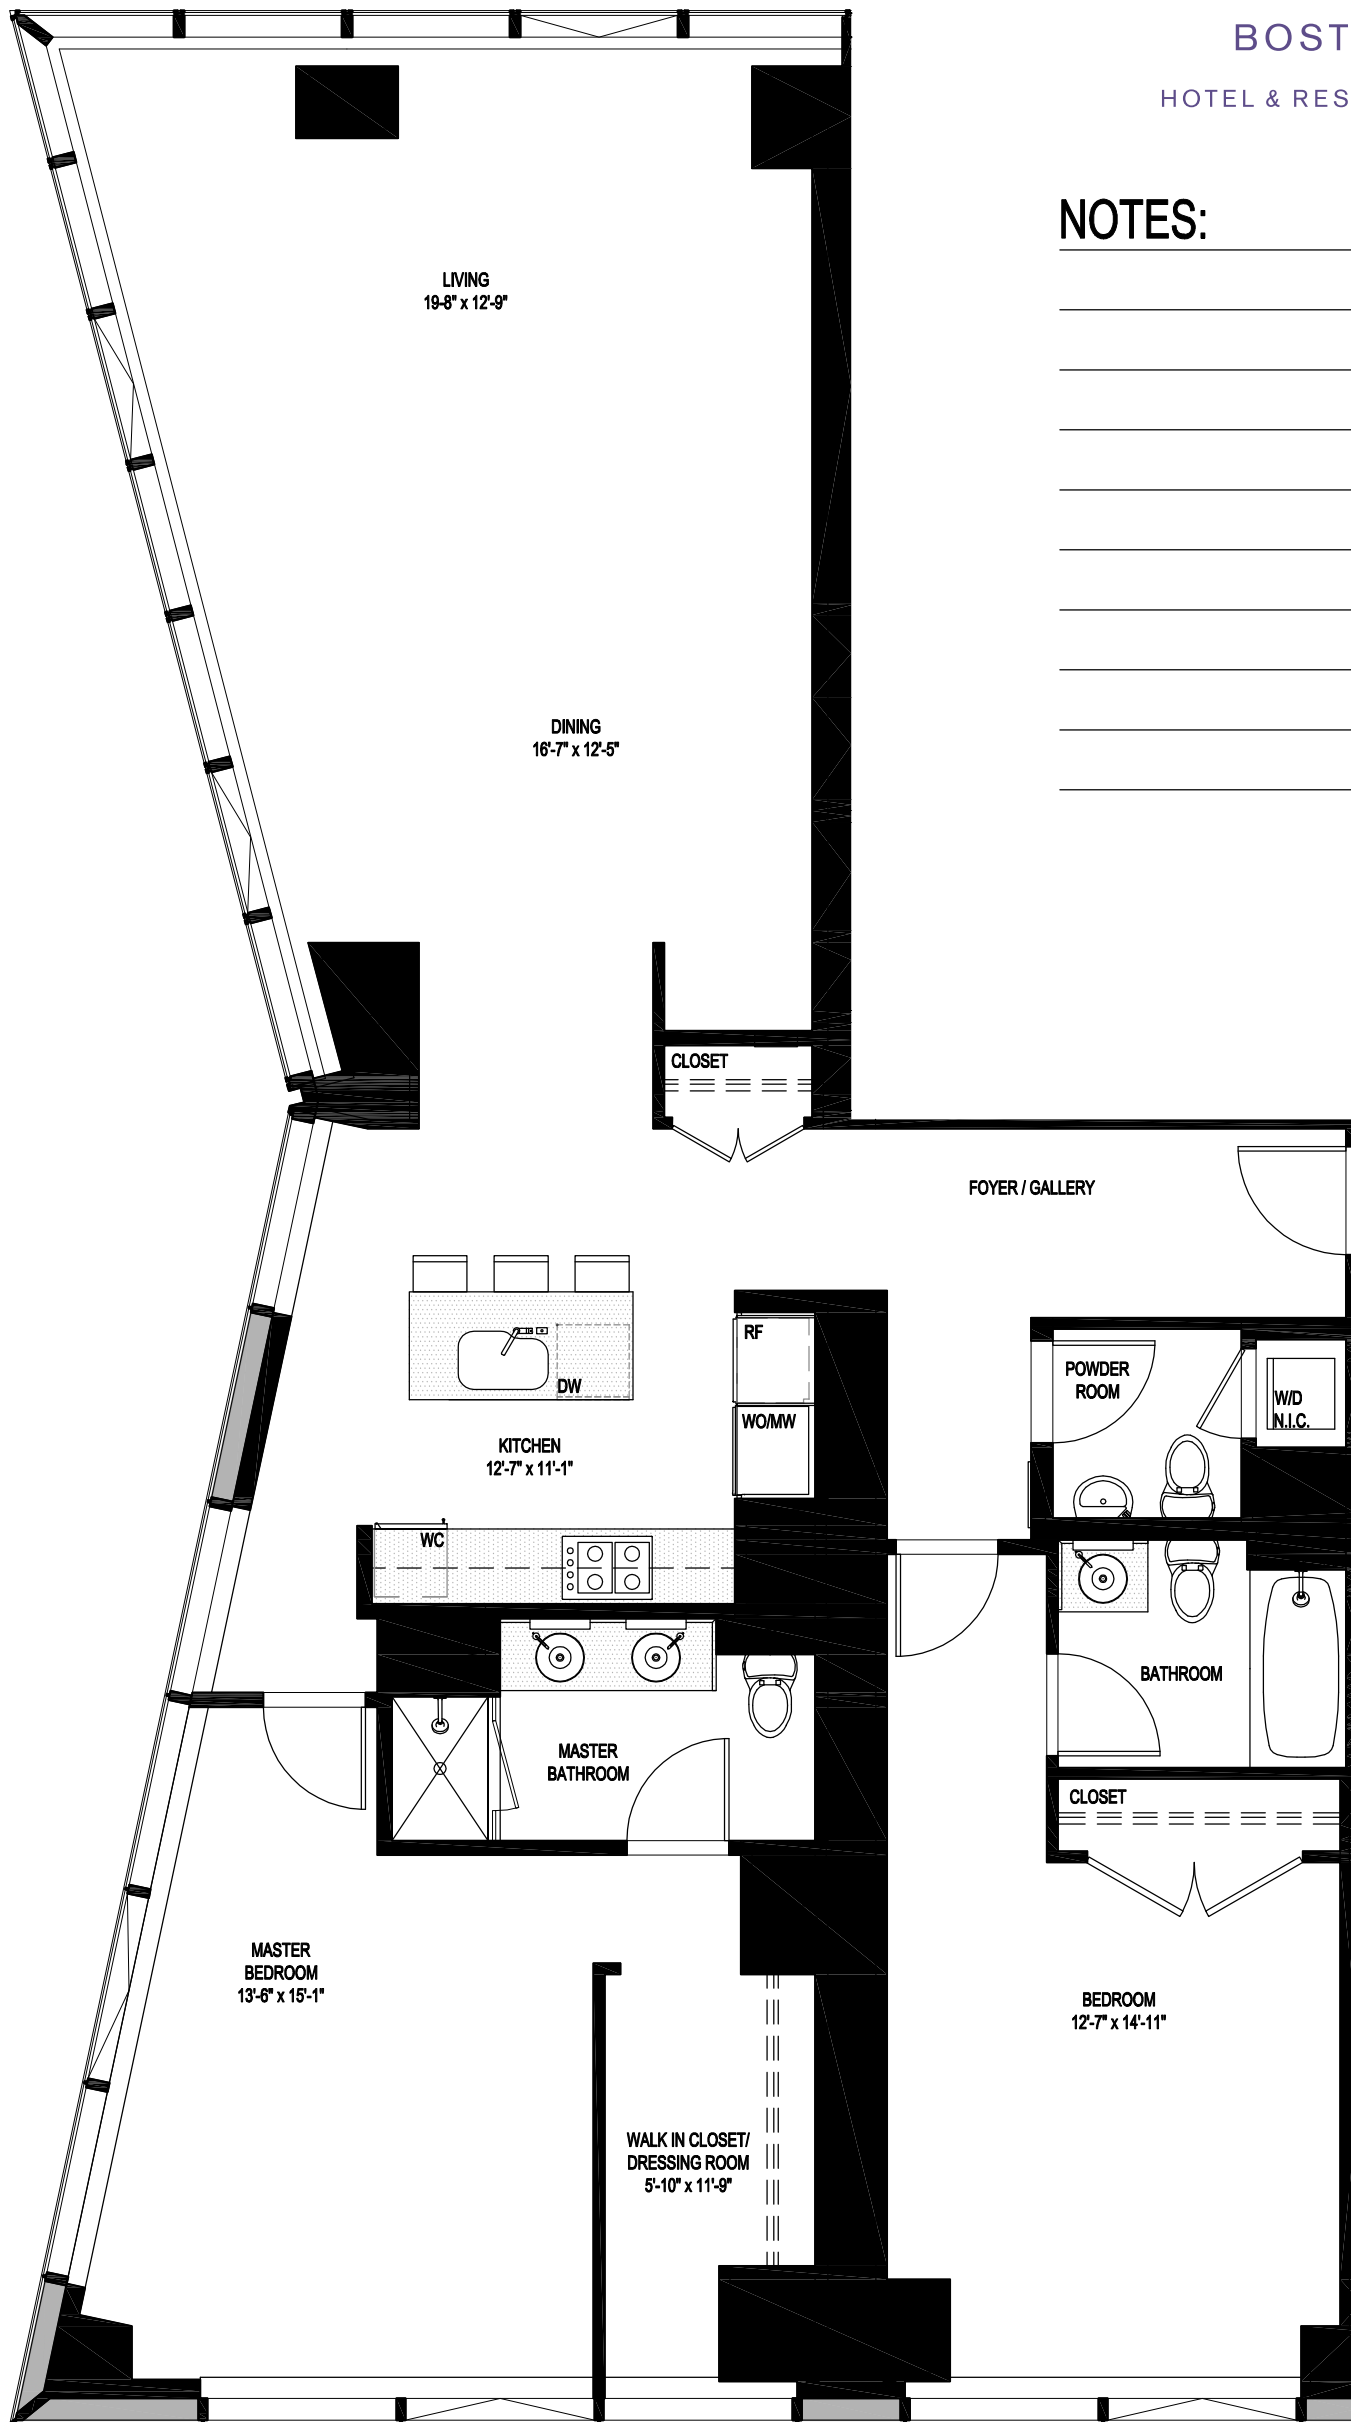 BOST
HOTEL & RES
NOTES:
LIVING
19-8" x 12'-9"
DINING
16'-7" x 12'-5"
CLOSET
FOYER / GALLERY
RF
DW
WO/MW
POWDER
ROOM
W/D
N.I.C.
KITCHEN
12'-7" x 11'-1"
WC
BATHROOM
MASTER
BATHROOM
CLOSET
MASTER
BEDROOM
13'-6" x 15'-1"
BEDROOM
12'-7" x 14'-11"
WALK IN CLOSET/
DRESSING ROOM
5'-10" x 11'-9"